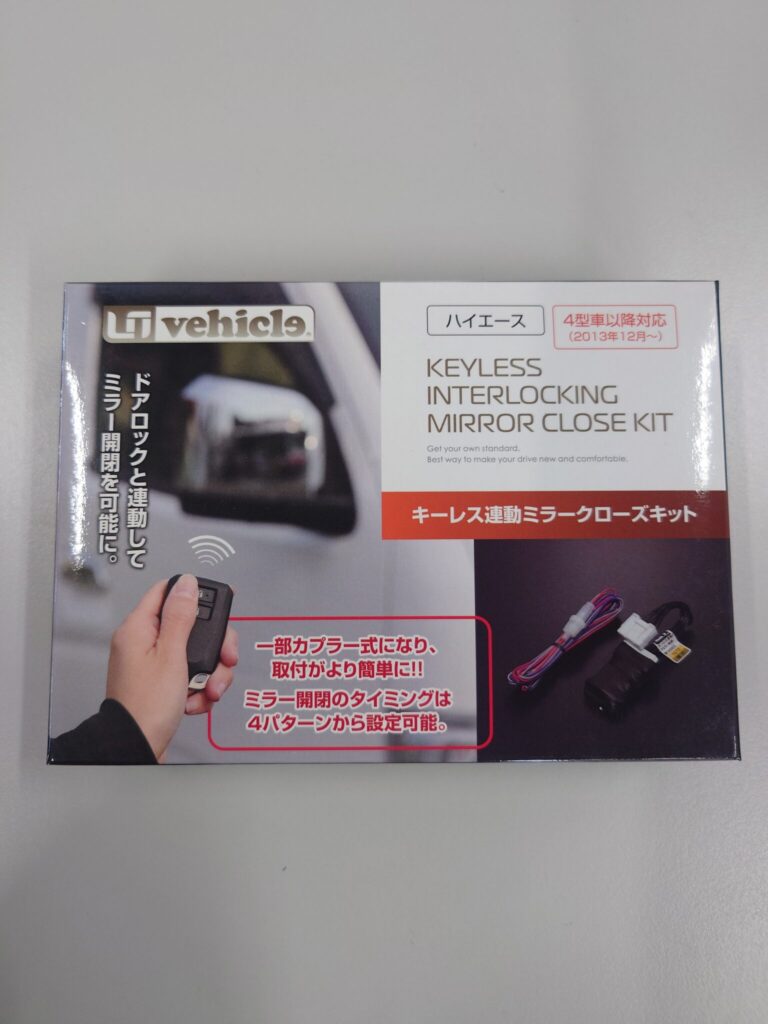 UI vehicle®
ドアロックと連動して
ミラー開閉を可能に。
ハイエース
4型車以降対応
(2013年12月〜)
KEYLESS
INTERLOCKING
MIRROR CLOSE KIT
Get your own standard.
Best way to make your drive new and comfortable.
キーレス連動ミラークローズキット
一部カプラー式になり、
取付がより簡単に!!
ミラー開閉のタイミングは
4パターンから設定可能。